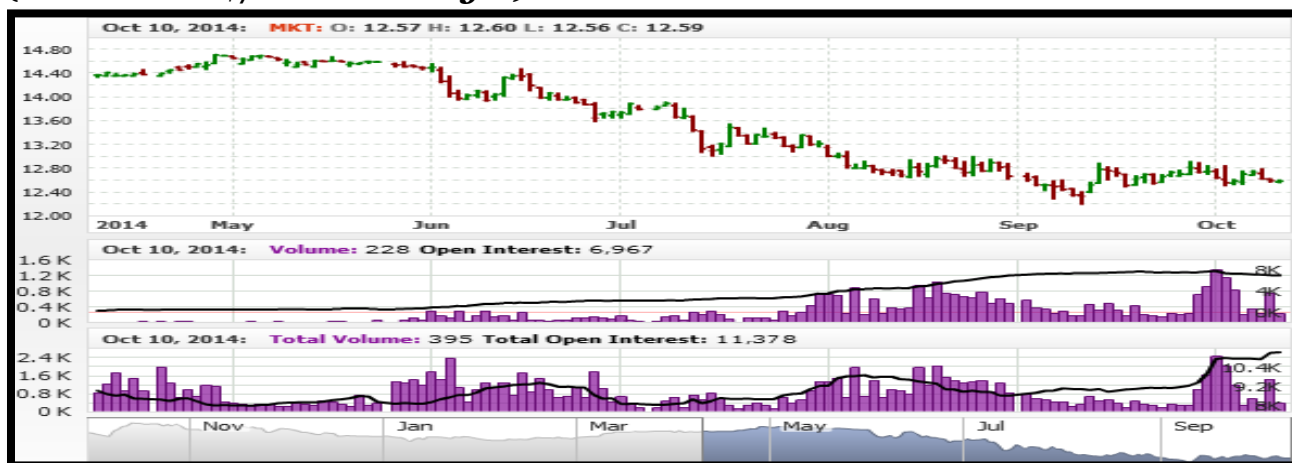 Oct 10, 2014: MKT: O: 12.57 H: 12.60 L: 12.56 C: 12.59
14.80
14.40
14.00
13.60
13.20
12.80
12.40
12.00
2014 May Jun Jul Aug Sep Oct
Oct 10, 2014: Volume: 228 Open Interest: 6,967
1.6 K
1.2 K 8K
0.8 K 4K
0.4 K
0 K
Oct 10, 2014: Total Volume: 395 Total Open Interest: 11,378
2.4 K
1.6 K 10.4K
0.8 K 9.2K
0 K 8K
Nov Jan Mar May Jul Sep